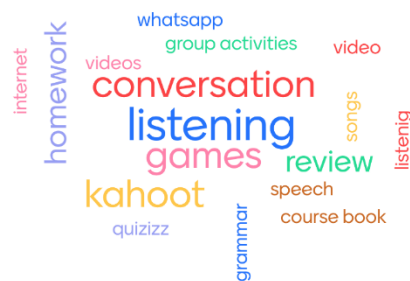 whatsapp
group activities
video
videos
internet
homework
conversation
songs
listening
listenig
games
review
kahoot
speech
grammar
course book
quizizz